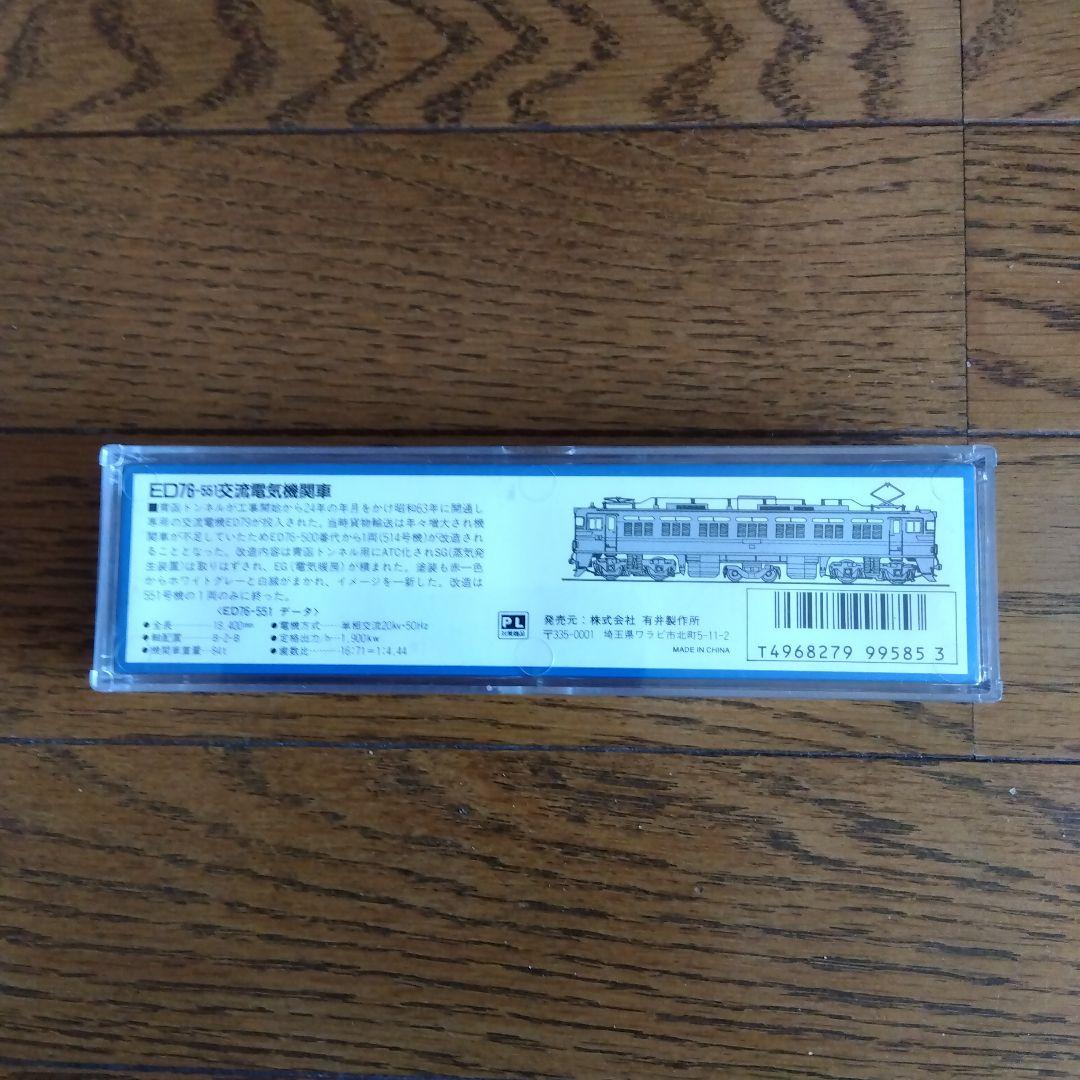 ED76-551交流電気機関車
■青函トンネルが工事開始から24年の年月をかけ昭和63年に開通し
専用の交流電機ED79が投入された。当時貨物輸送は年々増大され機
関車が不足していたためED76-500番代から1両(514号機)が改造され
ることとなった。改造内容は青函トンネル用にATC化されSG(蒸気発
生装置)は取りはずされ、EG(電気暖房)が積まれた。塗装も赤一色
からホワイトグレーと白線がまかれ、イメージを一新した。改造は
551号機の1両のみに終った。
〈ED76-551 データ〉
●全長 18,400mm ●電機方式 単相交流20kv・50Hz
●軸配置 B-2-B ●定格出力 1h 1,900kw
●機関車重量 84t ●歯数比 16:71=1:4.44
PL
対策商品
発売元:株式会社 有井製作所
〒335-0001 埼玉県ワラビ市北町5-11-2
MADE IN CHINA
T4968279 99585 3